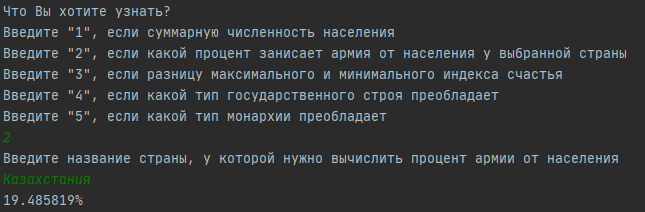 Что Вы хотите узнать?
Введите "1", если суммарную численность населения
Введите "2", если какой процент занисает армия от населения у выбранной страны
Введите "3", если разницу максимального и минимального индекса счастья
Введите "4", если какой тип государственного строя преобладает
Введите "5", если какой тип монархии преобладает
2
Введите название страны, у которой нужно вычислить процент армии от населения
Казахстания
19.485819%